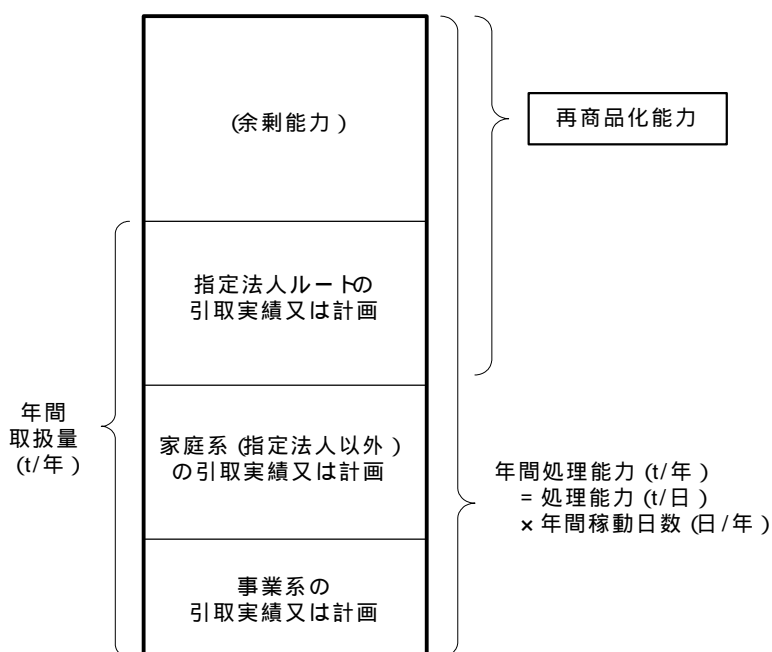 (余剰能力)
再商品化能力
指定法人ルートの
引取実績又は計画
年間
取扱量
(t/年)
家庭系(指定法人以外)
の引取実績又は計画
年間処理能力(t/年)
=処理能力(t/日)
×年間稼動日数(日/年)
事業系の
引取実績又は計画